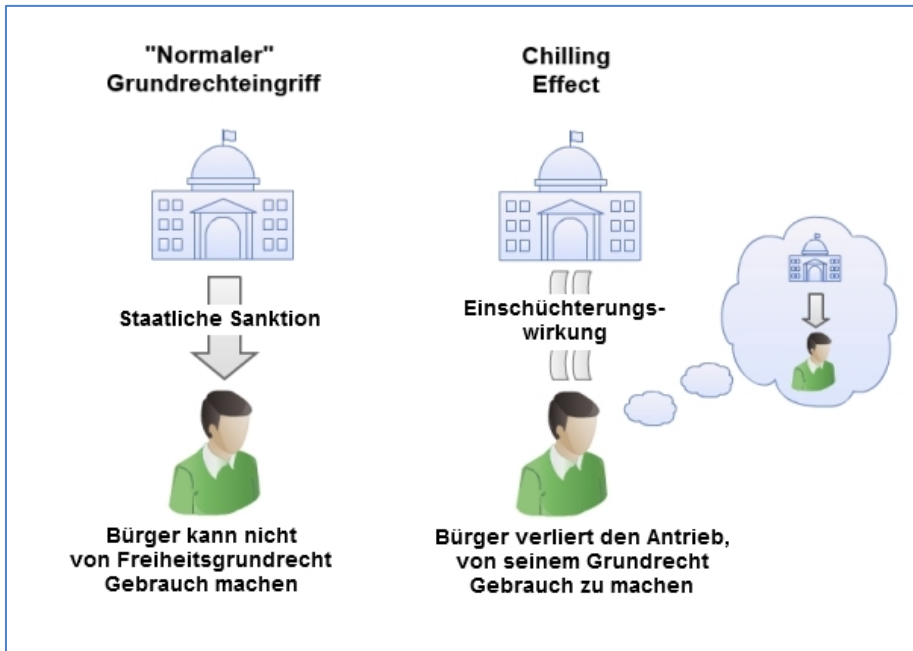 "Normaler"
Grundrechteingriff
Staatliche Sanktion
Bürger kann nicht
von Freiheitsgrundrecht
Gebrauch machen
Chilling
Effect
Einschüchterungs-
wirkung
Bürger verliert den Antrieb,
von seinem Grundrecht
Gebrauch zu machen